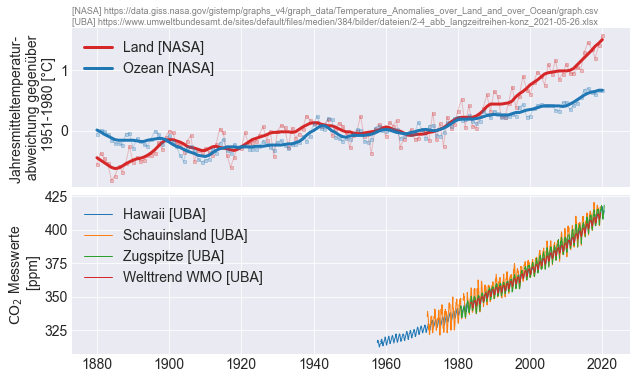 [NASA] https://data.giss.nasa.gov/gistemp/graphs_v4/graph_data/Temperature_Anomalies_over_Land_and_over_Ocean/graph.csv
[UBA] https://www.umweltbundesamt.de/sites/default/files/medien/384/bilder/dateien/2-4_abb_langzeitreihen-konz_2021-05-26.xlsx
Jahresmitteltemperatur-
abweichung gegenüber
1951-1980 [°C]
1
0
Land [NASA]
Ozean [NASA]
CO₂ Messwerte
[ppm]
425
400
375
350
325
Hawaii [UBA]
Schauinsland [UBA]
Zugspitze [UBA]
Welttrend WMO [UBA]
1880 1900 1920 1940 1960 1980 2000 2020